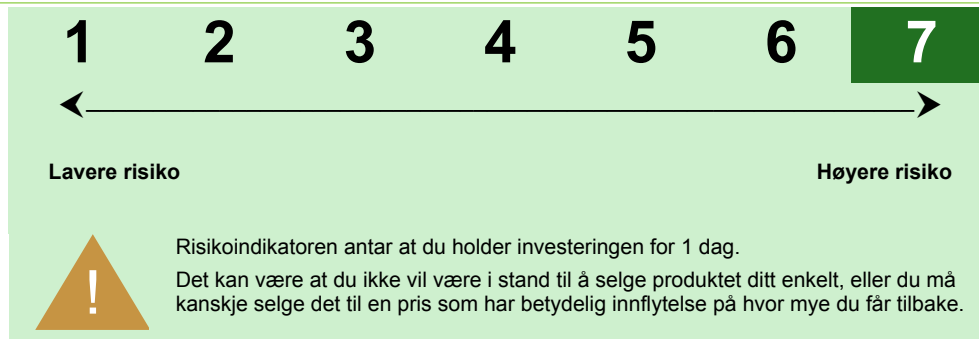 1 2 3 4 5 6 7
Lavere risiko Høyere risiko
!
Risikoindikatoren antar at du holder investeringen for 1 dag.
Det kan være at du ikke vil være i stand til å selge produktet ditt enkelt, eller du må
kanskje selge det til en pris som har betydelig innflytelse på hvor mye du får tilbake.